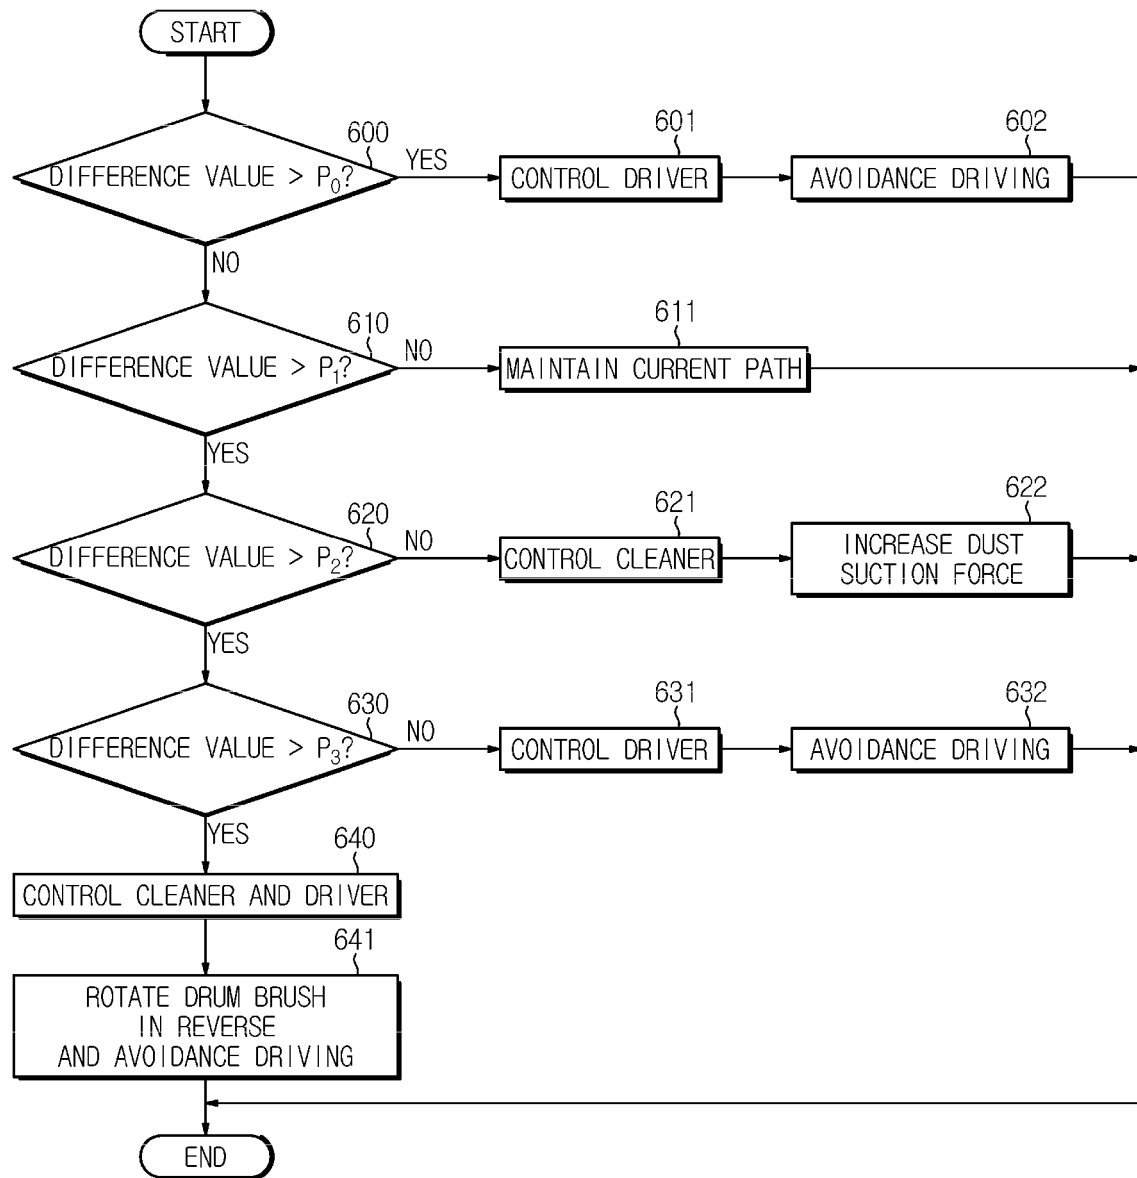 START
600
DIFFERENCE VALUE > P0?
YES
601
CONTROL DRIVER
602
AVOIDANCE DRIVING
NO
610
DIFFERENCE VALUE > P1?
NO
611
MAINTAIN CURRENT PATH
YES
620
DIFFERENCE VALUE > P2?
NO
621
CONTROL CLEANER
622
INCREASE DUST
SUCTION FORCE
YES
630
DIFFERENCE VALUE > P3?
NO
631
CONTROL DRIVER
632
AVOIDANCE DRIVING
YES
640
CONTROL CLEANER AND DRIVER
641
ROTATE DRUM BRUSH
IN REVERSE
AND AVOIDANCE DRIVING
END